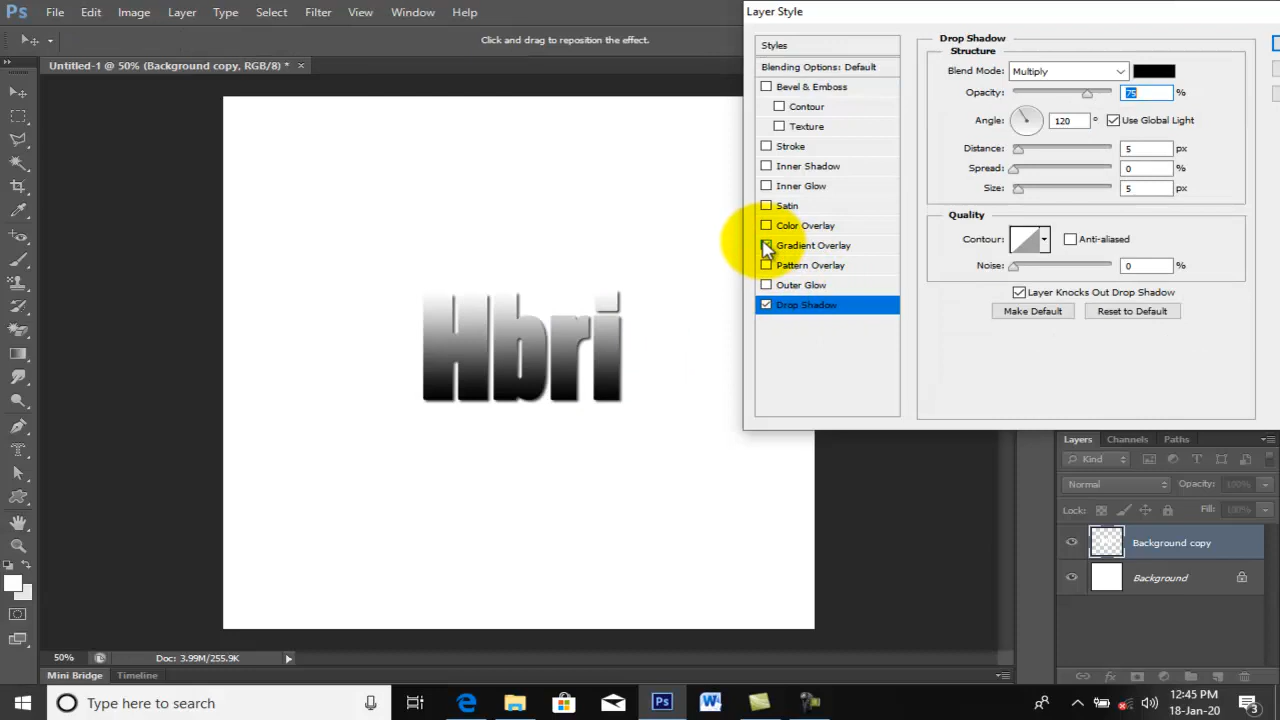 Ps File Edit Image Layer Type Select Filter View Window Help
Click and drag to reposition the effect.
Untitled-1 @ 50% (Background copy, RGB/8) * ×
Hbri
Layer Style
Styles
Blending Options: Default
Bevel & Emboss
Contour
Texture
Stroke
Inner Shadow
Inner Glow
Satin
Color Overlay
Gradient Overlay
Pattern Overlay
Outer Glow
Drop Shadow
Drop Shadow
Structure
Blend Mode: Multiply
Opacity: 75 %
Angle: 120 ° Use Global Light
Distance: 5 px
Spread: 0 %
Size: 5 px
Quality
Contour: Anti-aliased
Noise: 0 %
Layer Knocks Out Drop Shadow
Make Default Reset to Default
Layers Channels Paths
Kind
Normal Opacity: 100%
Lock: Fill: 100%
Background copy
Background
50% Doc: 3.99M/255.9K
Mini Bridge Timeline
Type here to search
12:45 PM
18-Jan-20
3